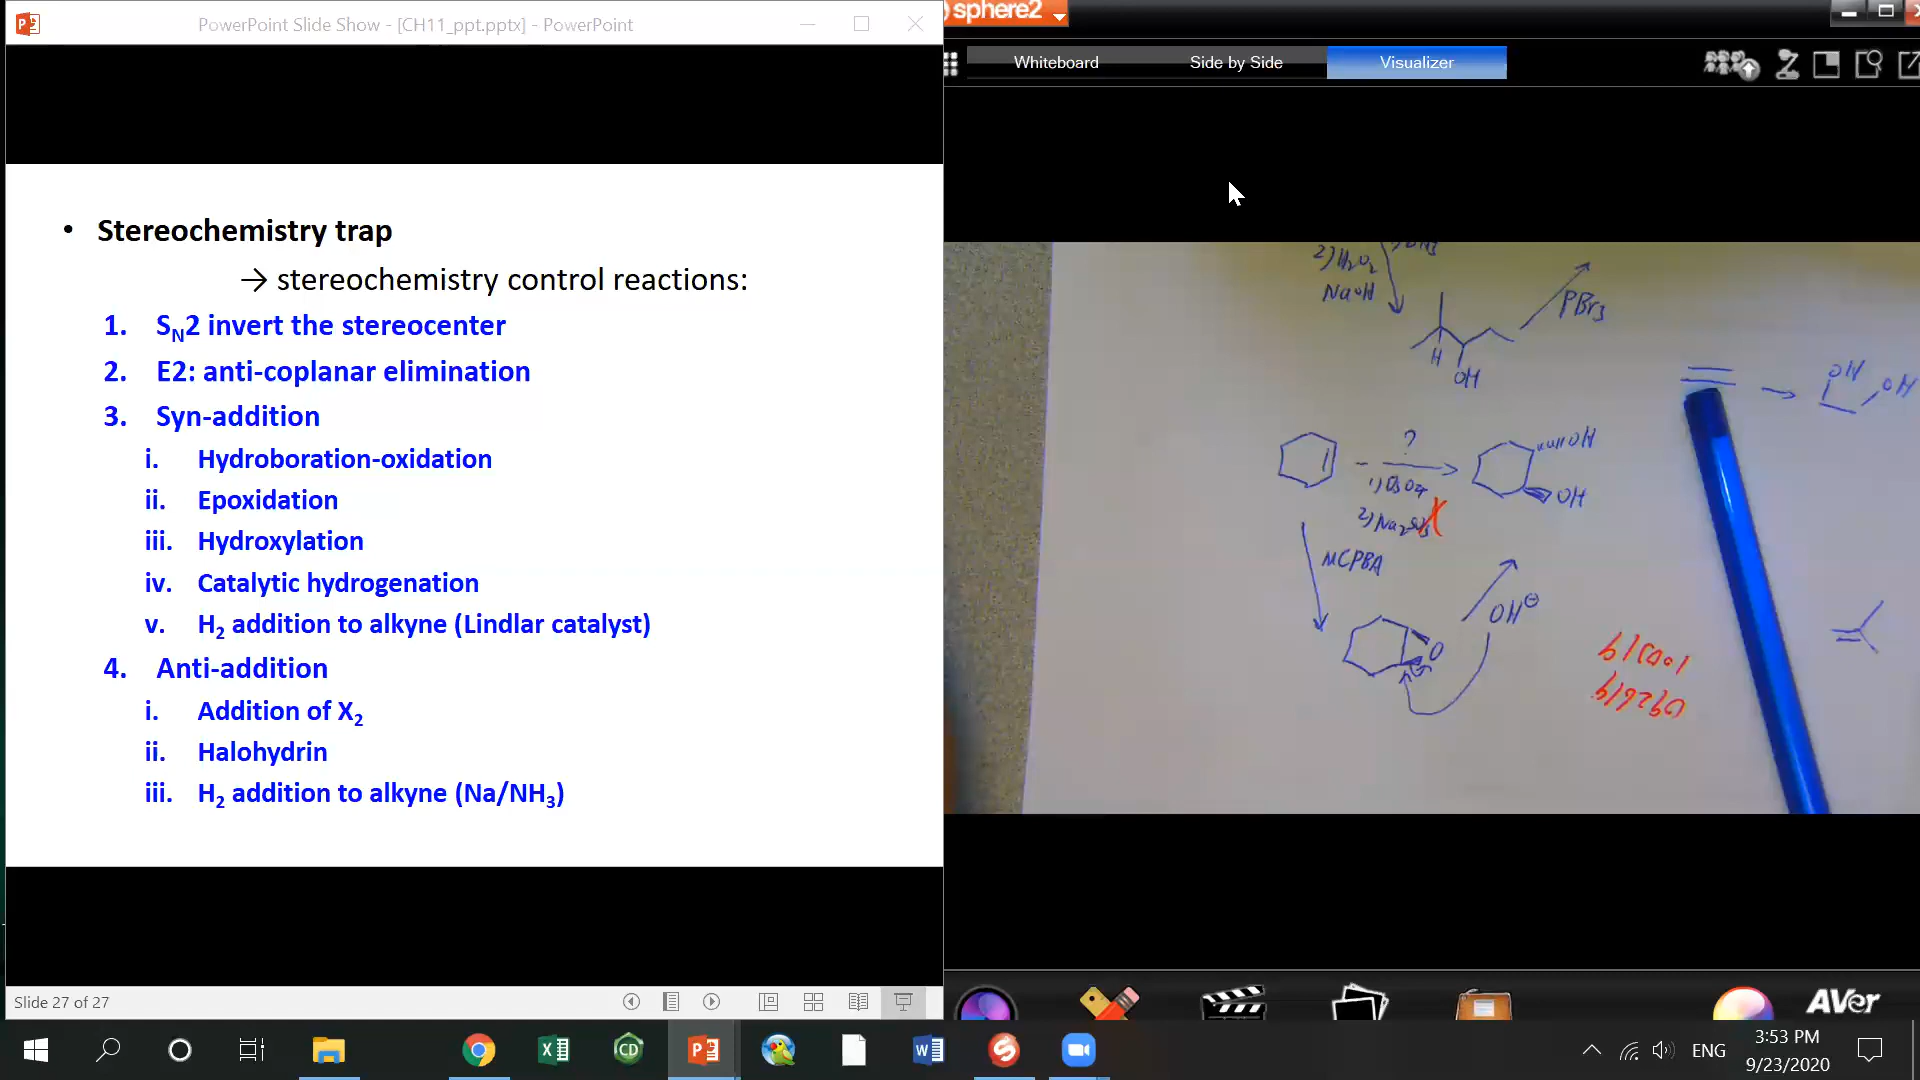 PowerPoint Slide Show - [CH11_ppt.pptx] - PowerPoint
• Stereochemistry trap
→ stereochemistry control reactions:
1. SN2 invert the stereocenter
2. E2: anti-coplanar elimination
3. Syn-addition
i. Hydroboration-oxidation
ii. Epoxidation
iii. Hydroxylation
iv. Catalytic hydrogenation
v. H2 addition to alkyne (Lindlar catalyst)
4. Anti-addition
i. Addition of X2
ii. Halohydrin
iii. H2 addition to alkyne (Na/NH3)
Slide 27 of 27
sphere2
Whiteboard Side by Side Visualizer
2) H2O2
NaOH
PBr3
H
OH
OH OH
?
OH
1) OsO4
OH
MCPBA
OH⊖
O
AVer
ENG
3:53 PM
9/23/2020